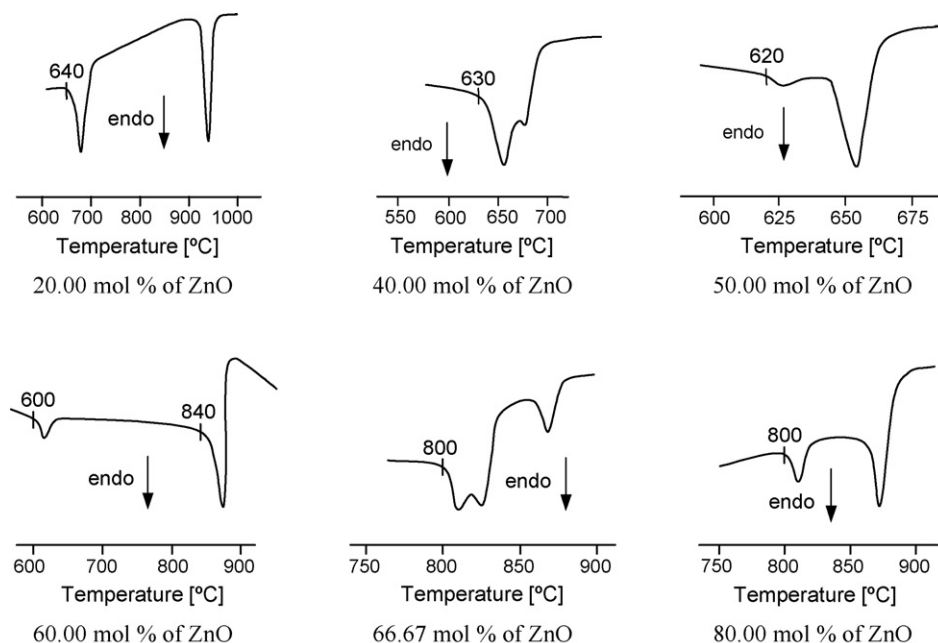 640
endo
600 700 800 900 1000
Temperature [ºC]
20.00 mol % of ZnO
630
endo
550 600 650 700
Temperature [ºC]
40.00 mol % of ZnO
620
endo
600 625 650 675
Temperature [ºC]
50.00 mol % of ZnO
600
840
endo
600 700 800 900
Temperature [ºC]
60.00 mol % of ZnO
800
endo
750 800 850 900
Temperature [ºC]
66.67 mol % of ZnO
800
endo
750 800 850 900
Temperature [ºC]
80.00 mol % of ZnO